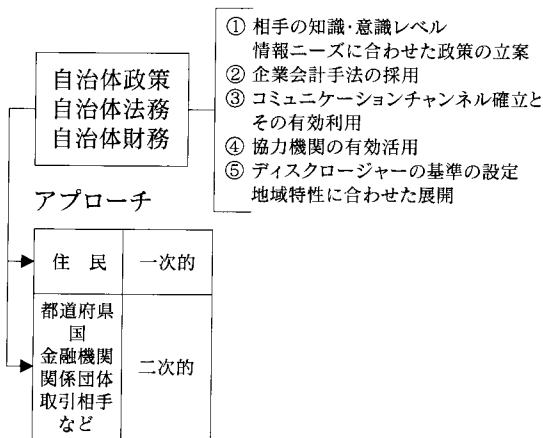 ① 相手の知識・意識レベル
情報ニーズに合わせた政策の立案
② 企業会計手法の採用
③ コミュニケーションチャンネル確立と
その有効利用
④ 協力機関の有効活用
⑤ ディスクロージャーの基準の設定
地域特性に合わせた展開
自治体政策
自治体法務
自治体財務
アプローチ
住 民 一次的
都道府県
国
金融機関
関係団体
取引相手
など
二次的